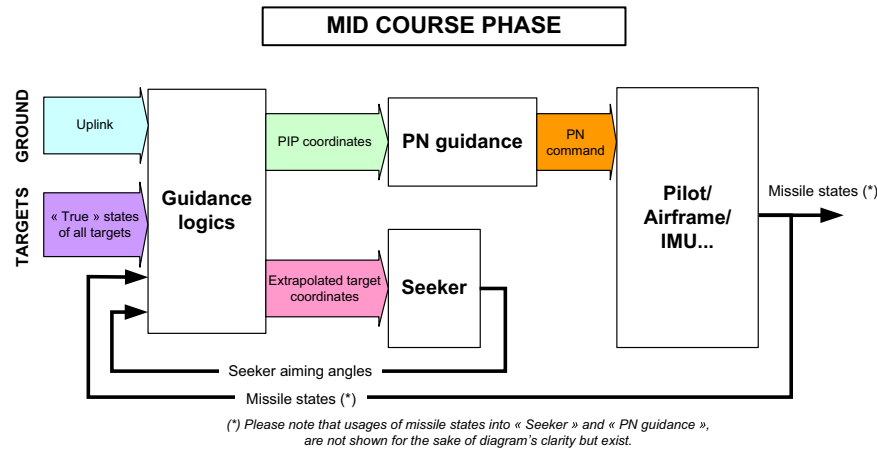 MID COURSE PHASE
GROUND
Uplink
PIP coordinates
PN guidance
PN
command
TARGETS
« True » states
of all targets
Guidance
logics
Pilot/
Airframe/
IMU...
Missile states (*)
Extrapolated target
coordinates
Seeker
Seeker aiming angles
Missile states (*)
(*) Please note that usages of missile states into « Seeker » and « PN guidance »,
are not shown for the sake of diagram's clarity but exist.